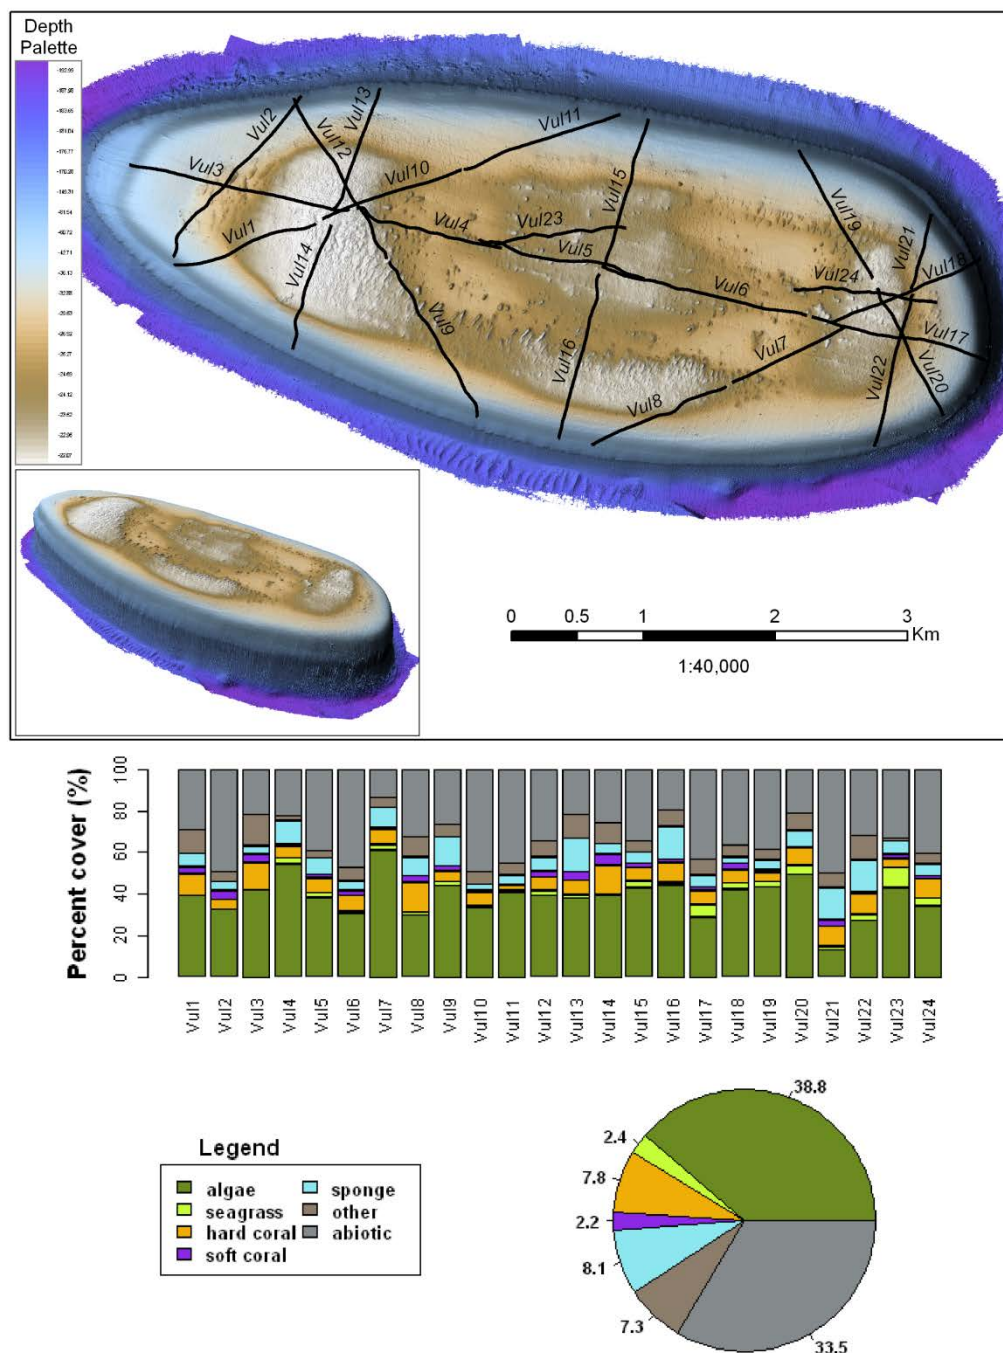 Depth
Palette
Vul2
Vul13
Vul12
Vul11
Vul3
Vul10
Vul15
Vul1
Vul4
Vul23
Vul19
Vul21
Vul14
Vul5
Vul24
Vul18
Vul6
Vul9
Vul16
Vul7
Vul17
Vul8
Vul22
Vul20
0 0.5 1 2 3
Km
1:40,000
Percent cover (%)
100
80
60
40
20
0
Vul1 Vul2 Vul3 Vul4 Vul5 Vul6 Vul7 Vul8 Vul9 Vul10 Vul11 Vul12 Vul13 Vul14 Vul15 Vul16 Vul17 Vul18 Vul19 Vul20 Vul21 Vul22 Vul23 Vul24
38.8
2.4
7.8
2.2
8.1
7.3
33.5
Legend
algae sponge
seagrass other
hard coral abiotic
soft coral